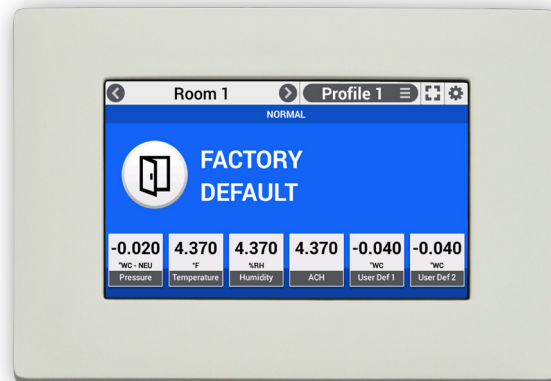 Room 1
Profile 1
NORMAL
FACTORY
DEFAULT
-0.020 4.370 4.370 4.370 -0.040 -0.040
"WC - NEU °F %RH "WC "WC
Pressure Temperature Humidity ACH User Def 1 User Def 2